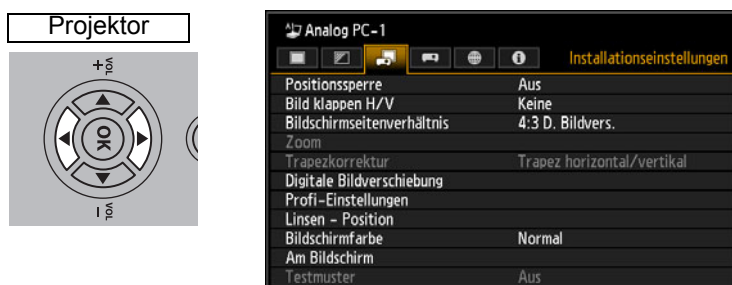 Projektor
+ VOL
OK
- VOL
Analog PC-1
Installationseinstellungen
Positionssperre Aus
Bild klappen H/V Keine
Bildschirmseitenverhältnis 4:3 D. Bildvers.
Zoom
Trapezkorrektur Trapez horizontal/vertikal
Digitale Bildverschiebung
Profi-Einstellungen
Linsen - Position
Bildschirmfarbe Normal
Am Bildschirm
Testmuster Aus